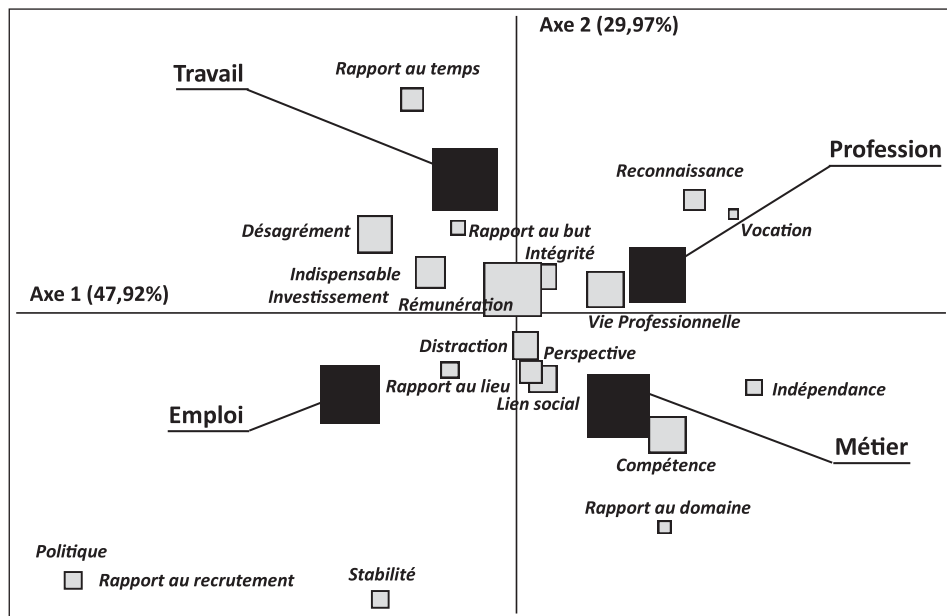 Axe 2 (29,97%)
Travail
Rapport au temps
Profession
Reconnaissance
Vocation
Désagrément
Rapport au but
Intégrité
Indispensable
Investissement
Rémunération
Axe 1 (47,92%)
Vie Professionnelle
Distraction
Perspective
Rapport au lieu
Lien social
Indépendance
Emploi
Métier
Compétence
Rapport au domaine
Politique
Rapport au recrutement
Stabilité